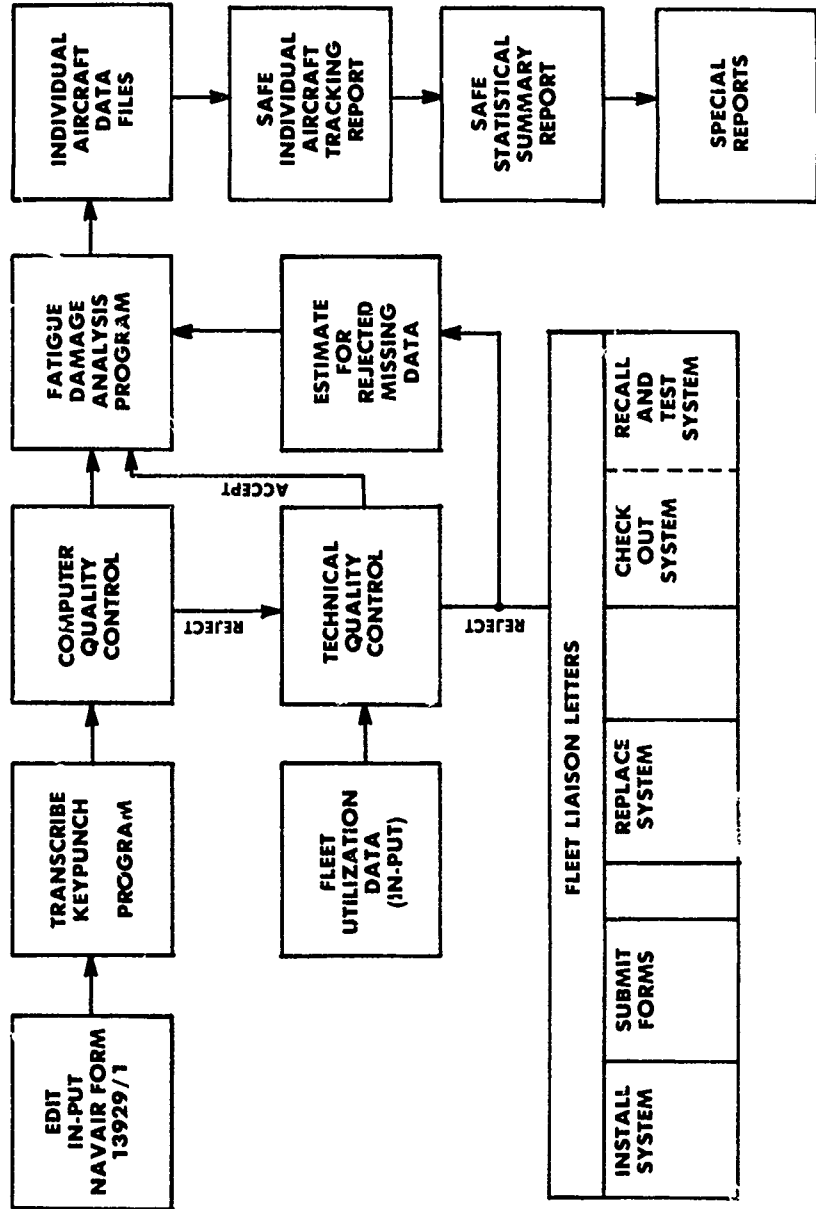 EDIT
IN-PUT
NAVAIR FORM
13929/1
TRANSCRIBE
KEYPUNCH
PROGRAM
COMPUTER
QUALITY
CONTROL
FATIGUE
DAMAGE
ANALYSIS
PROGRAM
INDIVIDUAL
AIRCRAFT
DATA
FILES
REJECT
ACCEPT
FLEET
UTILIZATION
DATA
(IN-PUT)
TECHNICAL
QUALITY
CONTROL
ESTIMATE
FOR
REJECTED
MISSING
DATA
SAFE
INDIVIDUAL
AIRCRAFT
TRACKING
REPORT
REJECT
SAFE
STATISTICAL
SUMMARY
REPORT
FLEET LIAISON LETTERS
INSTALL
SYSTEM
SUBMIT
FORMS
REPLACE
SYSTEM
CHECK
OUT
SYSTEM
RECALL
AND
TEST
SYSTEM
SPECIAL
REPORTS